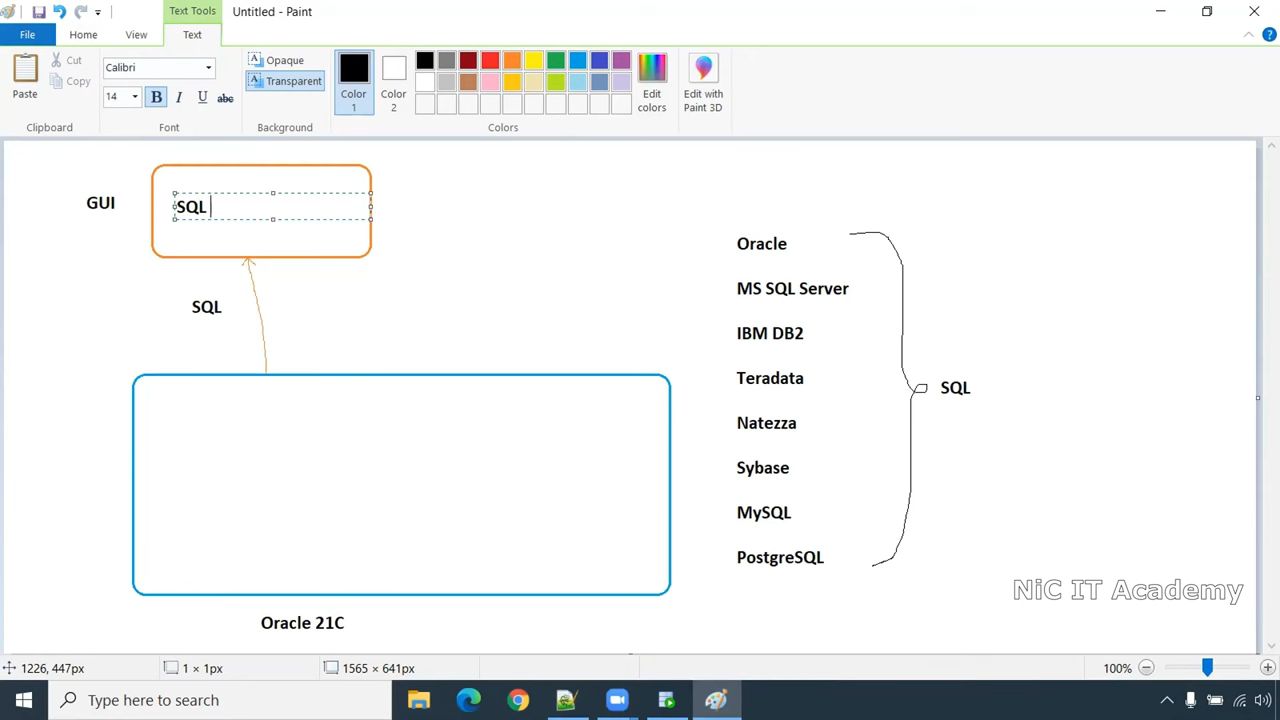 Text Tools
Untitled - Paint
File
Home
View
Text
Paste
Cut
Copy
Clipboard
Calibri
14
B
I
U
abc
Font
Opaque
Transparent
Background
Color
1
Color
2
Colors
Edit
colors
Edit with
Paint 3D
GUI
SQL
SQL
Oracle
MS SQL Server
IBM DB2
Teradata
Natezza
Sybase
MySQL
PostgreSQL
SQL
Oracle 21C
NiC IT Academy
1226, 447px
1 × 1px
1565 × 641px
100%
Type here to search